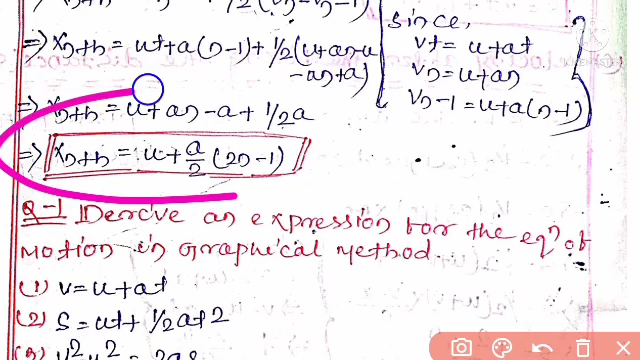 ⇒ xn+h = ut+a(n-1)+1/2(u+an-u
-an+a)
⇒ xn+h = u+an-a+1/2a
⇒ xn+h = u+a/2(2n-1)
since,
vt = u+at
vn = u+an
vn-1 = u+a(n-1)
Q-1 Derive an expression for the eqn of
Motion in Graphical Method.
(1) v=u+at
(2) S=ut+1/2at2